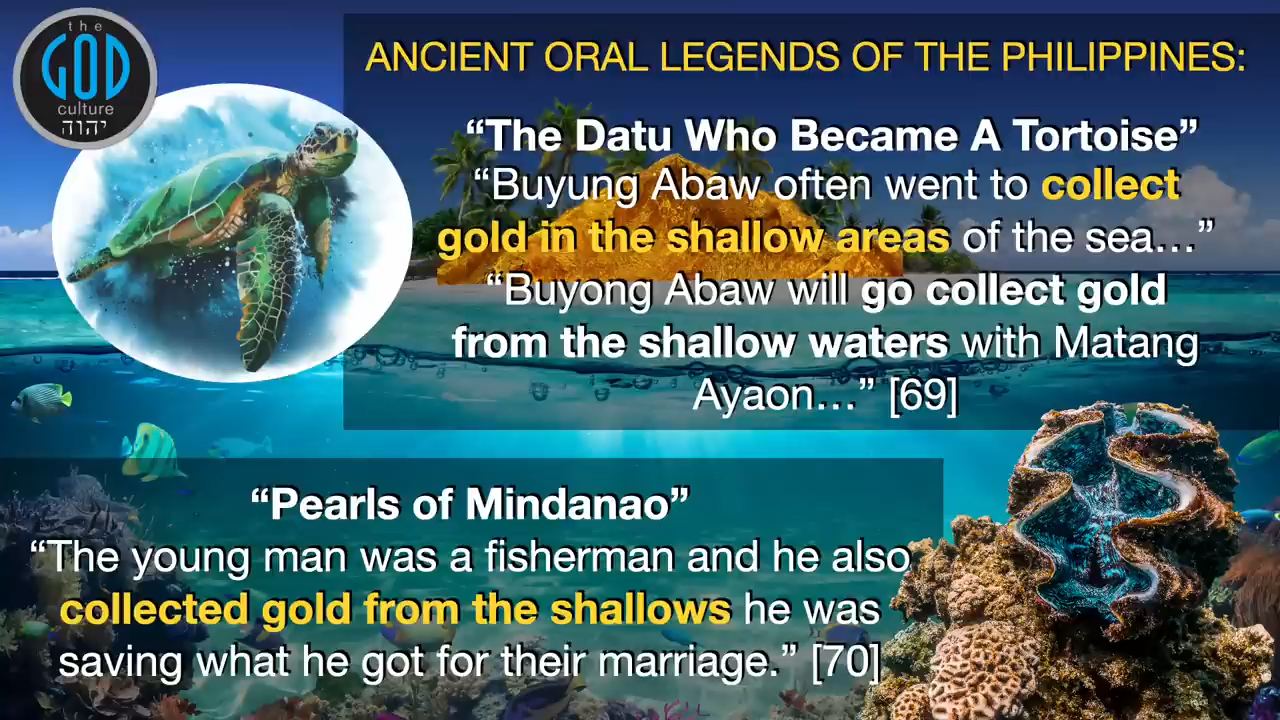 the
GOD
culture
יהוה
ANCIENT ORAL LEGENDS OF THE PHILIPPINES:
“The Datu Who Became A Tortoise”
“Buyung Abaw often went to collect
gold in the shallow areas of the sea…”
“Buyong Abaw will go collect gold
from the shallow waters with Matang
Ayaon…” [69]
“Pearls of Mindanao”
“The young man was a fisherman and he also
collected gold from the shallows he was
saving what he got for their marriage.” [70]